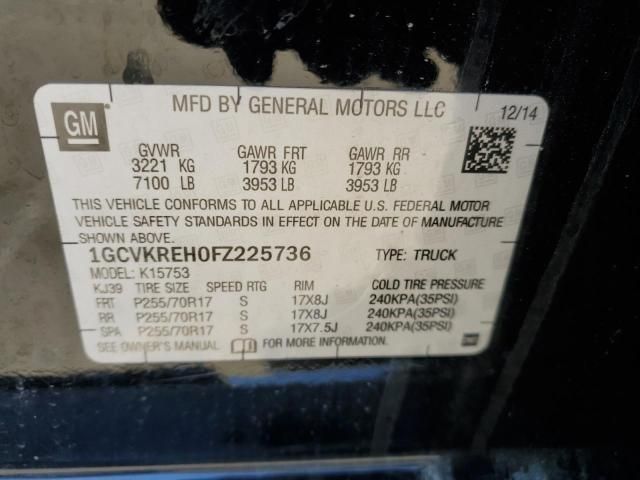 MFD BY GENERAL MOTORS LLC 12/14
GM
GVWR GAWR FRT GAWR RR
3221 KG 1793 KG 1793 KG
7100 LB 3953 LB 3953 LB
THIS VEHICLE CONFORMS TO ALL APPLICABLE U.S. FEDERAL MOTOR
VEHICLE SAFETY STANDARDS IN EFFECT ON THE DATE OF MANUFACTURE
SHOWN ABOVE.
1GCVKREH0FZ225736 TYPE: TRUCK
MODEL: K15753
KJ39 TIRE SIZE SPEED RTG RIM COLD TIRE PRESSURE
FRT P255/70R17 S 17X8J 240KPA(35PSI)
RR P255/70R17 S 17X8J 240KPA(35PSI)
SPA P255/70R17 S 17X7.5J 240KPA(35PSI)
SEE OWNER'S MANUAL FOR MORE INFORMATION. GM